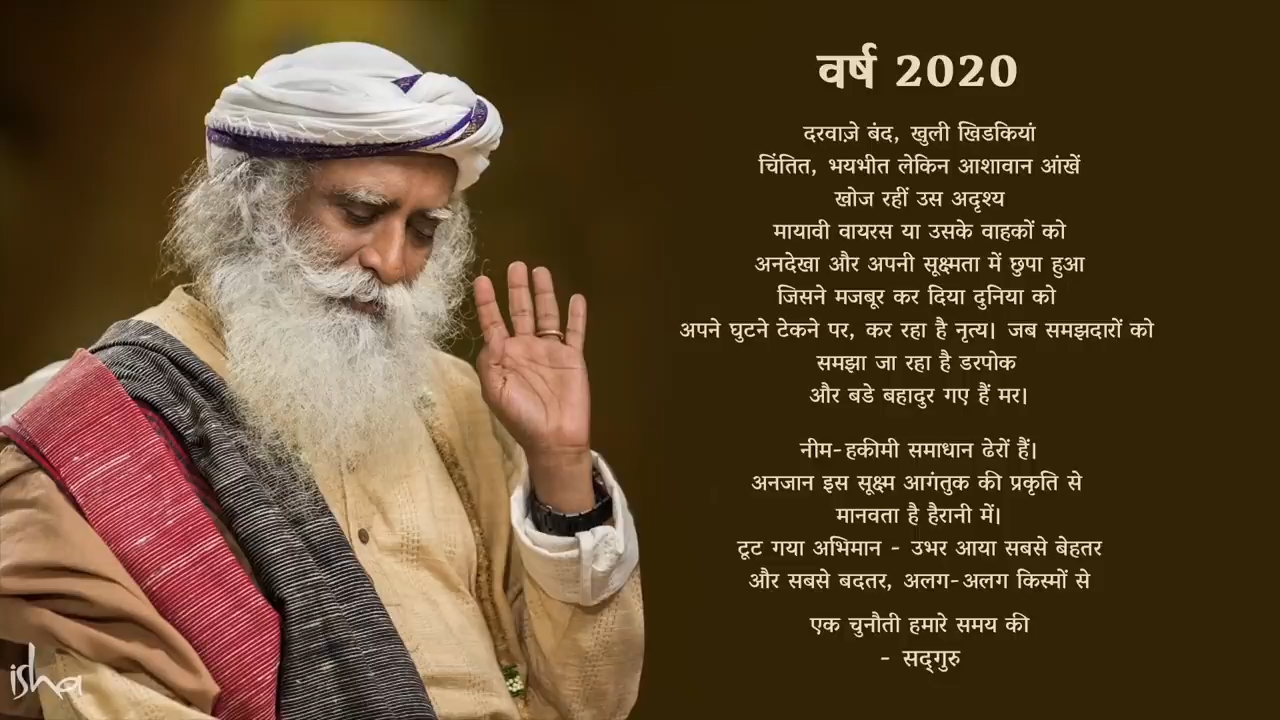 वर्ष 2020
दरवाज़े बंद, खुली खिडकियां
चिंतित, भयभीत लेकिन आशावान आंखें
खोज रहीं उस अदृश्य
मायावी वायरस या उसके वाहकों को
अनदेखा और अपनी सूक्ष्मता में छुपा हुआ
जिसने मजबूर कर दिया दुनिया को
अपने घुटने टेकने पर, कर रहा है नृत्य। जब समझदारों को
समझा जा रहा है डरपोक
और बडे बहादुर गए हैं मर।
नीम-हकीमी समाधान ढेरों हैं।
अनजान इस सूक्ष्म आगंतुक की प्रकृति से
मानवता है हैरानी में।
टूट गया अभिमान - उभर आया सबसे बेहतर
और सबसे बदतर, अलग-अलग किस्मों से
एक चुनौती हमारे समय की
- सद्‌गुरु
isha